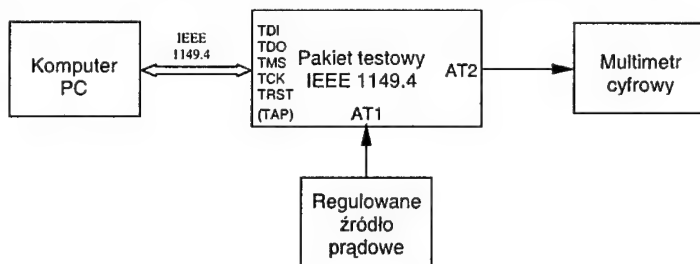 Komputer
PC
IEEE
1149.4
TDI
TDO
TMS
TCK
TRST
(TAP)
Pakiet testowy
IEEE 1149.4
AT1
AT2
Multimetr
cyfrowy
Regulowane
źródło
prądowe